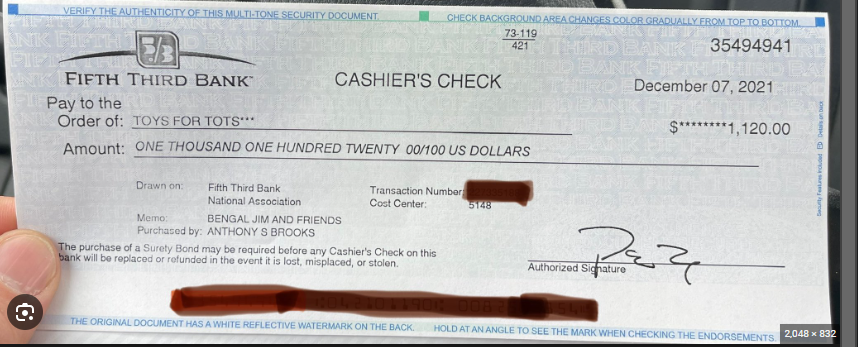 VERIFY THE AUTHENTICITY OF THIS MULTI-TONE SECURITY DOCUMENT.
CHECK BACKGROUND AREA CHANGES COLOR GRADUALLY FROM TOP TO BOTTOM.
73-119
421
35494941
FIFTH THIRD BANK
CASHIER'S CHECK
December 07, 2021
Pay to the
Order of: TOYS FOR TOTS***
$********1,120.00
Amount: ONE THOUSAND ONE HUNDRED TWENTY 00/100 US DOLLARS
Drawn on: Fifth Third Bank
National Association
Transaction Number:
Cost Center: 5148
Memo: BENGAL JIM AND FRIENDS
Purchased by: ANTHONY S BROOKS
The purchase of a Surety Bond may be required before any Cashier's Check on this
bank will be replaced or refunded in the event it is lost, misplaced, or stolen.
Authorized Signature
Security Features Included Details on back
THE ORIGINAL DOCUMENT HAS A WHITE REFLECTIVE WATERMARK ON THE BACK.
HOLD AT AN ANGLE TO SEE THE MARK WHEN CHECKING THE ENDORSEMENTS.
2,048 × 832